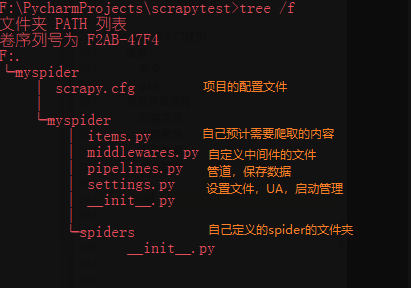 F:\PycharmProjects\scrapytest>tree /f
文件夹 PATH 列表
卷序列号为 F2AB-47F4
F:.
└─myspider
│ scrapy.cfg 项目的配置文件
│
└─myspider
│ items.py 自己预计需要爬取的内容
│ middlewares.py 自定义中间件的文件
│ pipelines.py 管道，保存数据
│ settings.py 设置文件，UA，启动管理
│ __init__.py
│
└─spiders 自己定义的spider的文件夹
__init__.py